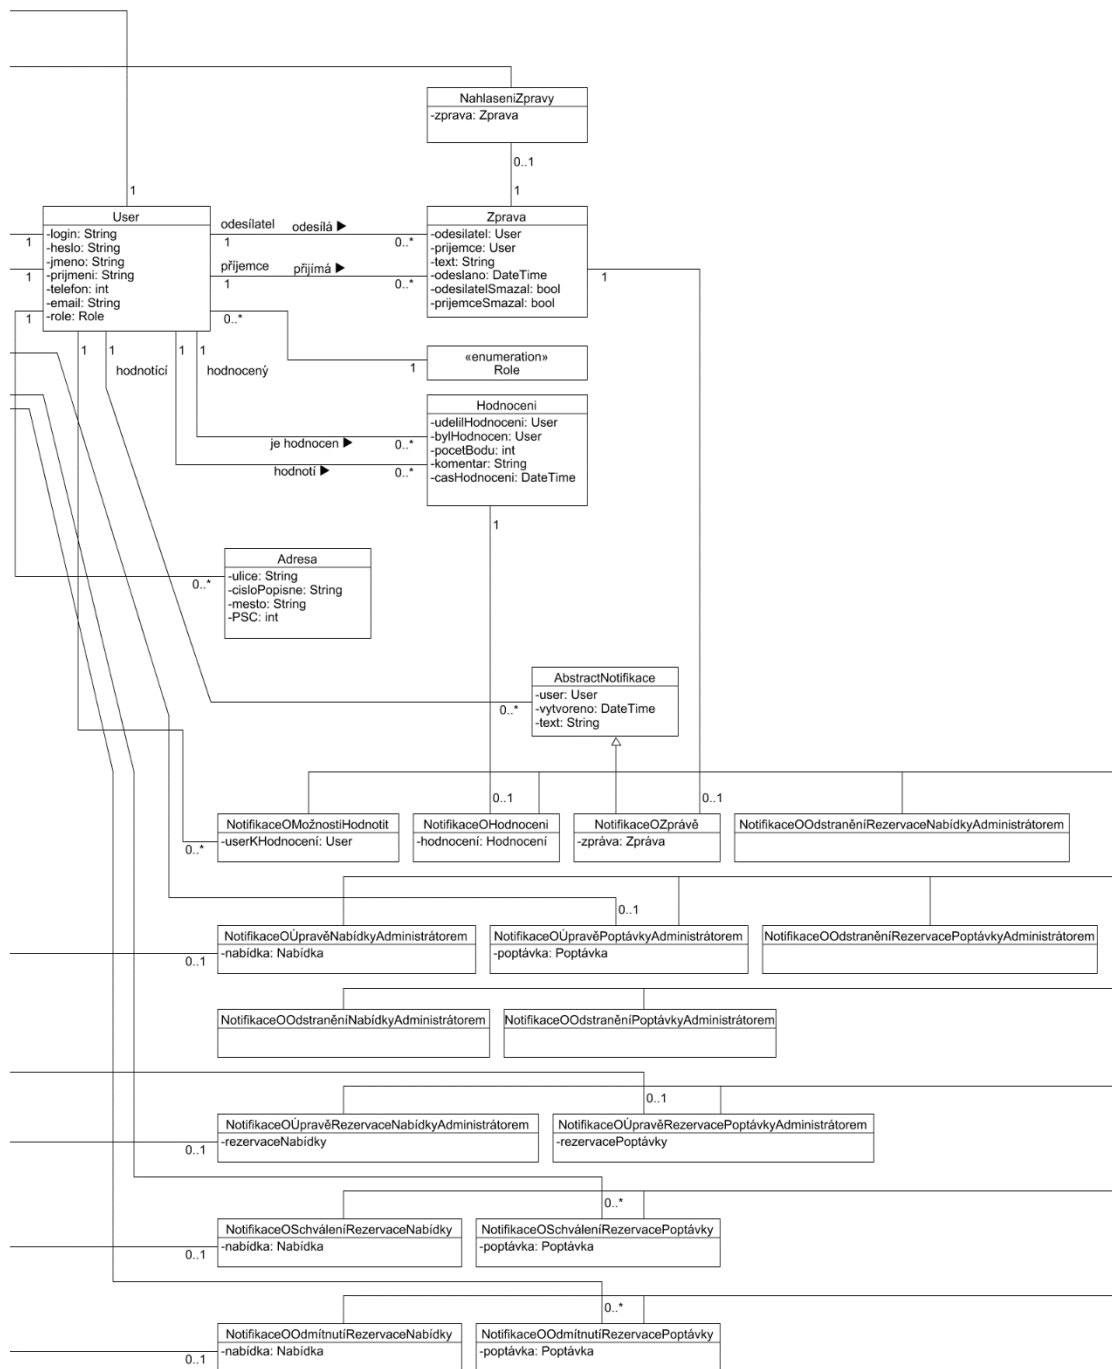 NahlaseniZpravy
-zprava: Zprava
0..1
1
1
User
-login: String
-heslo: String
-jmeno: String
-prijmeni: String
-telefon: int
-email: String
-role: Role
1
1
1
odesílatel
odesílá ▶
1
0..*
příjemce
přijímá ▶
1
0..*
Zprava
-odesilatel: User
-prijemce: User
-text: String
-odeslano: DateTime
-odesilatelSmazal: bool
-prijemceSmazal: bool
1
0..*
1
«enumeration»
Role
1
1
1
1
hodnotící
hodnocený
Hodnoceni
-udelilHodnoceni: User
-bylHodnocen: User
-pocetBodu: int
-komentar: String
-casHodnoceni: DateTime
je hodnocen ▶
0..*
hodnotí ▶
0..*
1
Adresa
-ulice: String
-cisloPopisne: String
-mesto: String
-PSC: int
0..*
AbstractNotifikace
-user: User
-vytvoreno: DateTime
-text: String
0..*
0..1
0..1
NotifikaceOMožnostiHodnotit
-userKHodnocení: User
0..*
NotifikaceOHodnoceni
-hodnocení: Hodnocení
NotifikaceOZprávě
-zpráva: Zpráva
NotifikaceOOdstraněníRezervaceNabídkyAdministrátorem
0..1
NotifikaceOÚpravěNabídkyAdministrátorem
-nabídka: Nabídka
0..1
NotifikaceOÚpravěPoptávkyAdministrátorem
-poptávka: Poptávka
NotifikaceOOdstraněníRezervacePoptávkyAdministrátorem
NotifikaceOOdstraněníNabídkyAdministrátorem
NotifikaceOOdstraněníPoptávkyAdministrátorem
0..1
NotifikaceOÚpravěRezervaceNabídkyAdministrátorem
-rezervaceNabídky
0..1
NotifikaceOÚpravěRezervacePoptávkyAdministrátorem
-rezervacePoptávky
0..*
NotifikaceOSchváleníRezervaceNabídky
-nabídka: Nabídka
0..1
NotifikaceOSchváleníRezervacePoptávky
-poptávka: Poptávka
0..*
NotifikaceOOdmítnutíRezervaceNabídky
-nabídka: Nabídka
0..1
NotifikaceOOdmítnutíRezervacePoptávky
-poptávka: Poptávka